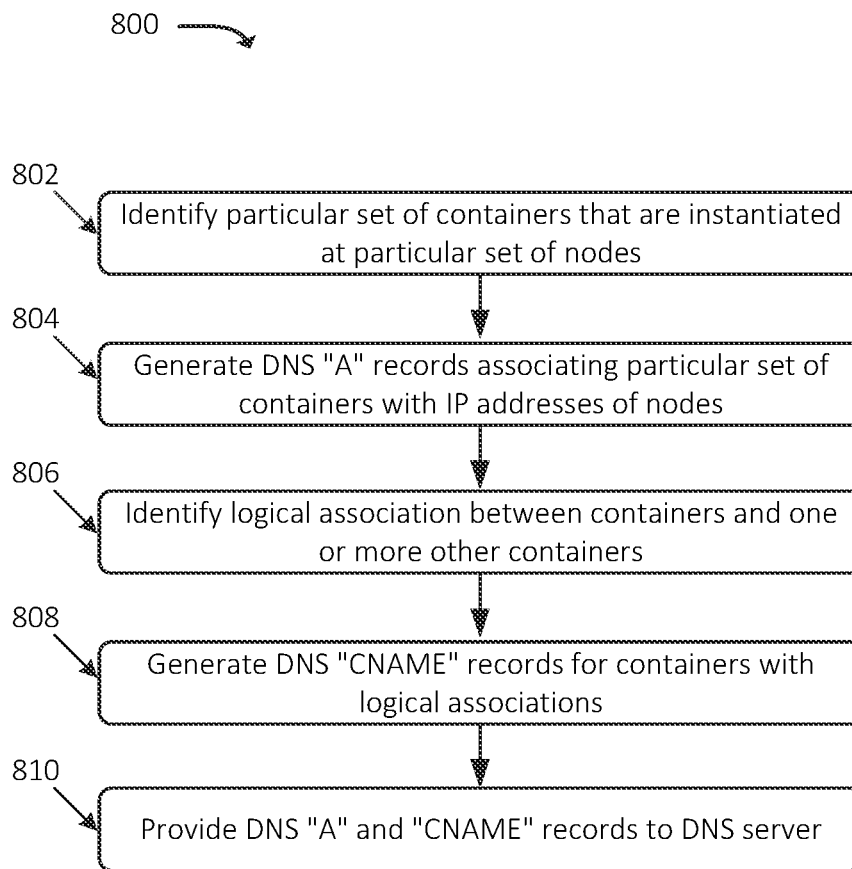 800
802
Identify particular set of containers that are instantiated
at particular set of nodes
804
Generate DNS "A" records associating particular set of
containers with IP addresses of nodes
806
Identify logical association between containers and one
or more other containers
808
Generate DNS "CNAME" records for containers with
logical associations
810
Provide DNS "A" and "CNAME" records to DNS server